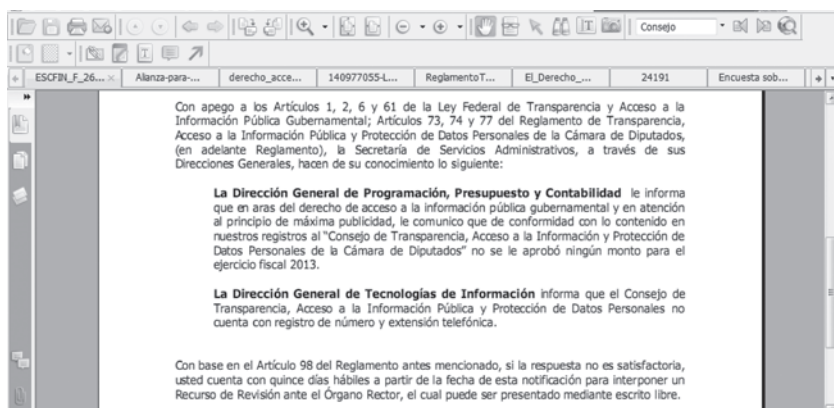 Consejo
ESCFIN_F_26...
Alianza-para-...
derecho_acce...
140977055-L...
ReglamentoT...
El_Derecho_...
24191
Encuesta sob...
Con apego a los Artículos 1, 2, 6 y 61 de la Ley Federal de Transparencia y Acceso a la
Información Pública Gubernamental; Artículos 73, 74 y 77 del Reglamento de Transparencia,
Acceso a la Información Pública y Protección de Datos Personales de la Cámara de Diputados,
(en adelante Reglamento), la Secretaría de Servicios Administrativos, a través de sus
Direcciones Generales, hacen de su conocimiento lo siguiente:
La Dirección General de Programación, Presupuesto y Contabilidad le informa
que en aras del derecho de acceso a la información pública gubernamental y en atención
al principio de máxima publicidad, le comunico que de conformidad con lo contenido en
nuestros registros al "Consejo de Transparencia, Acceso a la Información y Protección de
Datos Personales de la Cámara de Diputados" no se le aprobó ningún monto para el
ejercicio fiscal 2013.
La Dirección General de Tecnologías de Información informa que el Consejo de
Transparencia, Acceso a la Información Pública y Protección de Datos Personales no
cuenta con registro de número y extensión telefónica.
Con base en el Artículo 98 del Reglamento antes mencionado, si la respuesta no es satisfactoria,
usted cuenta con quince días hábiles a partir de la fecha de esta notificación para interponer un
Recurso de Revisión ante el Órgano Rector, el cual puede ser presentado mediante escrito libre.